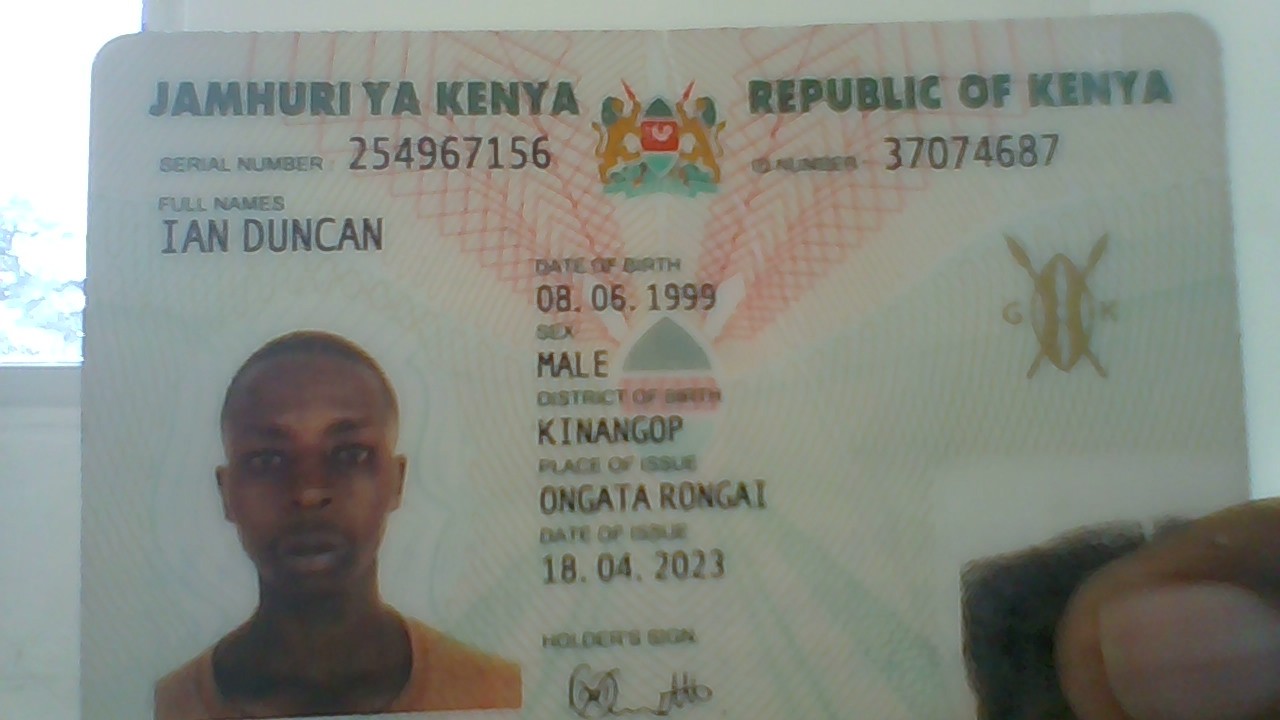 JAMHURI YA KENYA REPUBLIC OF KENYA
SERIAL NUMBER 254967156 ID NUMBER 37074687
FULL NAMES
IAN DUNCAN
DATE OF BIRTH
08. 06. 1999
SEX
MALE
DISTRICT OF BIRTH
KINANGOP
PLACE OF ISSUE
ONGATA RONGAI
DATE OF ISSUE
18. 04. 2023
HOLDER'S SIGN
G K